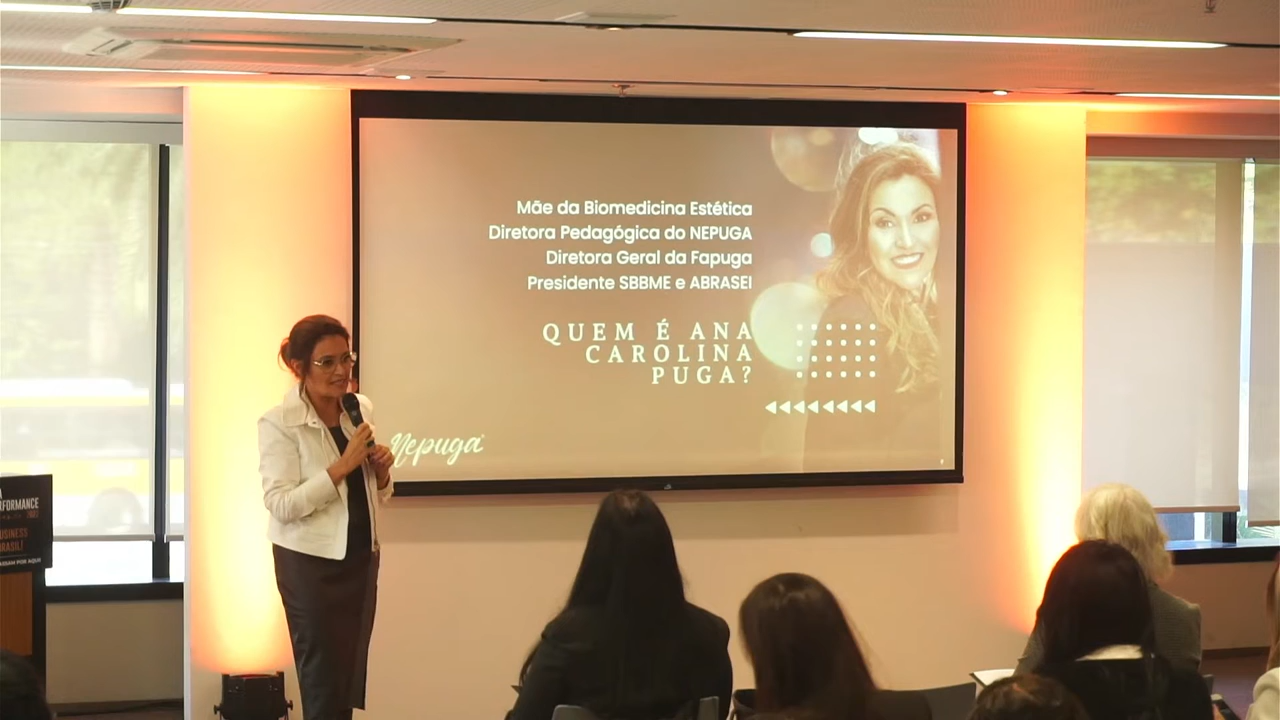 Mãe da Biomedicina Estética
Diretora Pedagógica do NEPUGA
Diretora Geral da Fapuga
Presidente SBBME e ABRASEI
QUEM É ANA
CAROLINA
PUGA?
Nepuga